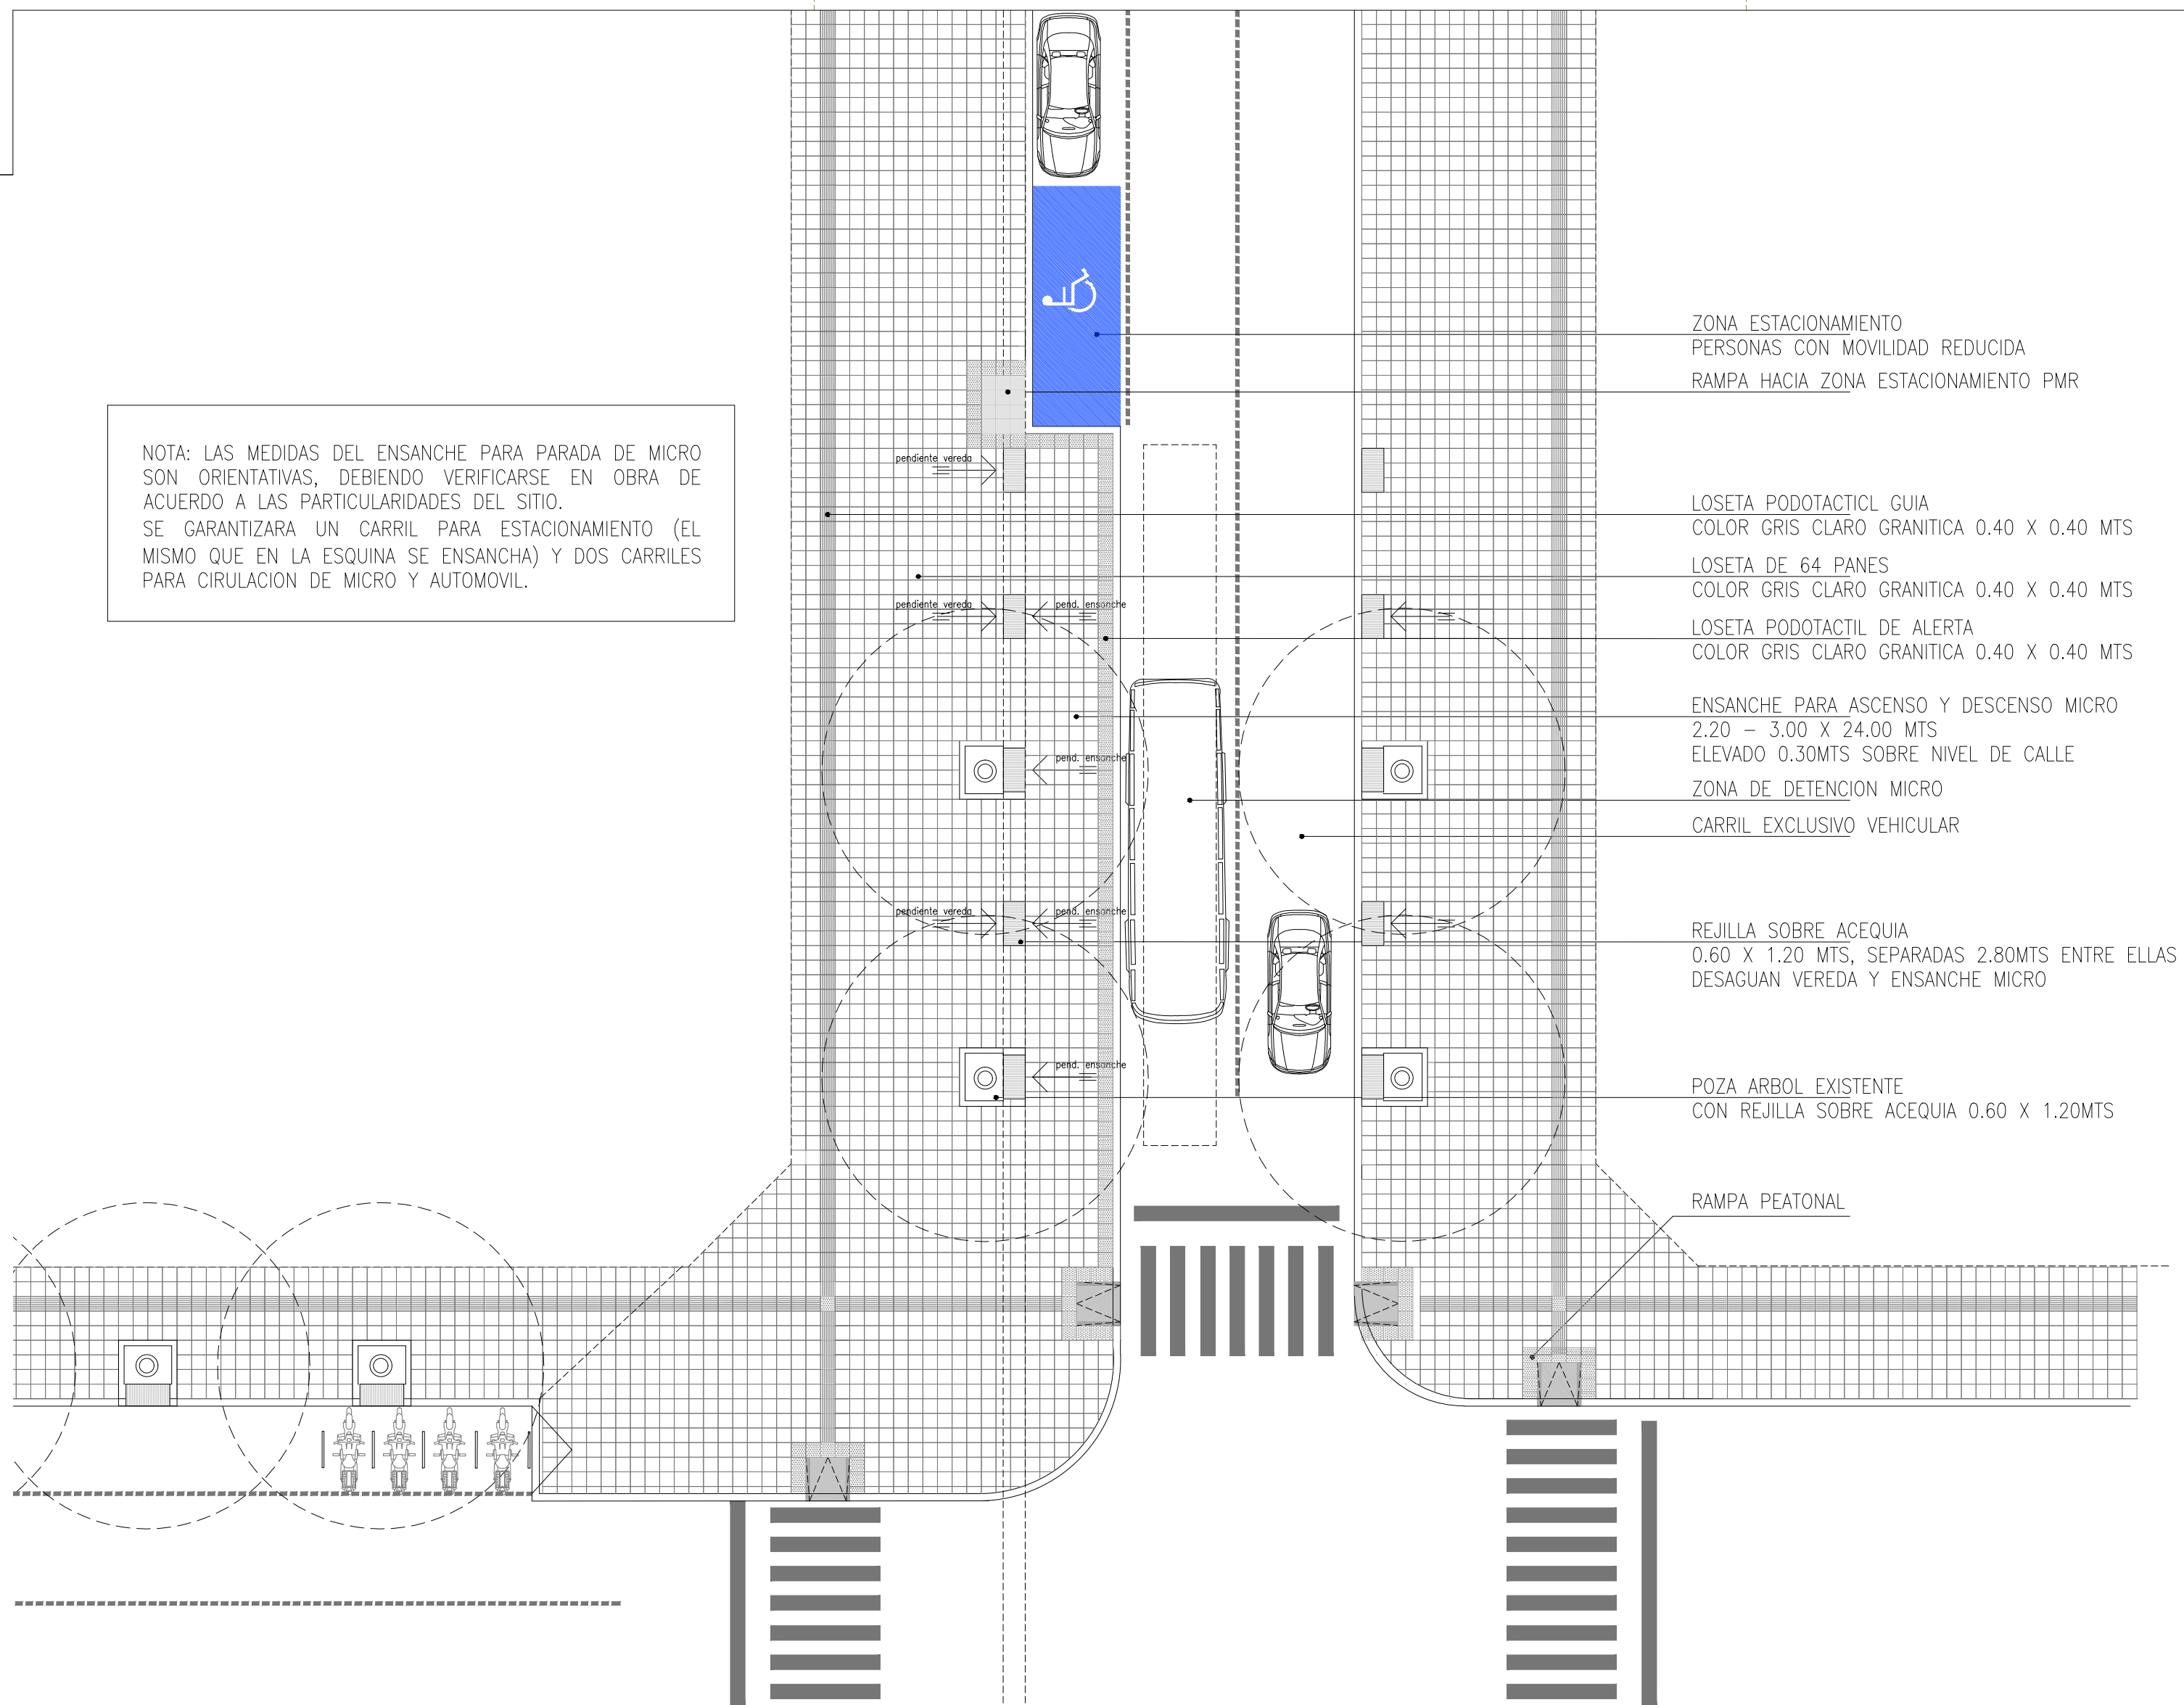 NOTA: LAS MEDIDAS DEL ENSANCHE PARA PARADA DE MICRO
SON ORIENTATIVAS, DEBIENDO VERIFICARSE EN OBRA DE
ACUERDO A LAS PARTICULARIDADES DEL SITIO.
SE GARANTIZARA UN CARRIL PARA ESTACIONAMIENTO (EL
MISMO QUE EN LA ESQUINA SE ENSANCHA) Y DOS CARRILES
PARA CIRULACION DE MICRO Y AUTOMOVIL.
pendiente vereda
pendiente vereda
pend. ensanche
pend. ensanche
pendiente vereda
pend. ensanche
pend. ensanche
ZONA ESTACIONAMIENTO
PERSONAS CON MOVILIDAD REDUCIDA
RAMPA HACIA ZONA ESTACIONAMIENTO PMR
LOSETA PODOTACTICL GUIA
COLOR GRIS CLARO GRANITICA 0.40 X 0.40 MTS
LOSETA DE 64 PANES
COLOR GRIS CLARO GRANITICA 0.40 X 0.40 MTS
LOSETA PODOTACTIL DE ALERTA
COLOR GRIS CLARO GRANITICA 0.40 X 0.40 MTS
ENSANCHE PARA ASCENSO Y DESCENSO MICRO
2.20 – 3.00 X 24.00 MTS
ELEVADO 0.30MTS SOBRE NIVEL DE CALLE
ZONA DE DETENCION MICRO
CARRIL EXCLUSIVO VEHICULAR
REJILLA SOBRE ACEQUIA
0.60 X 1.20 MTS, SEPARADAS 2.80MTS ENTRE ELLAS
DESAGUAN VEREDA Y ENSANCHE MICRO
POZA ARBOL EXISTENTE
CON REJILLA SOBRE ACEQUIA 0.60 X 1.20MTS
RAMPA PEATONAL